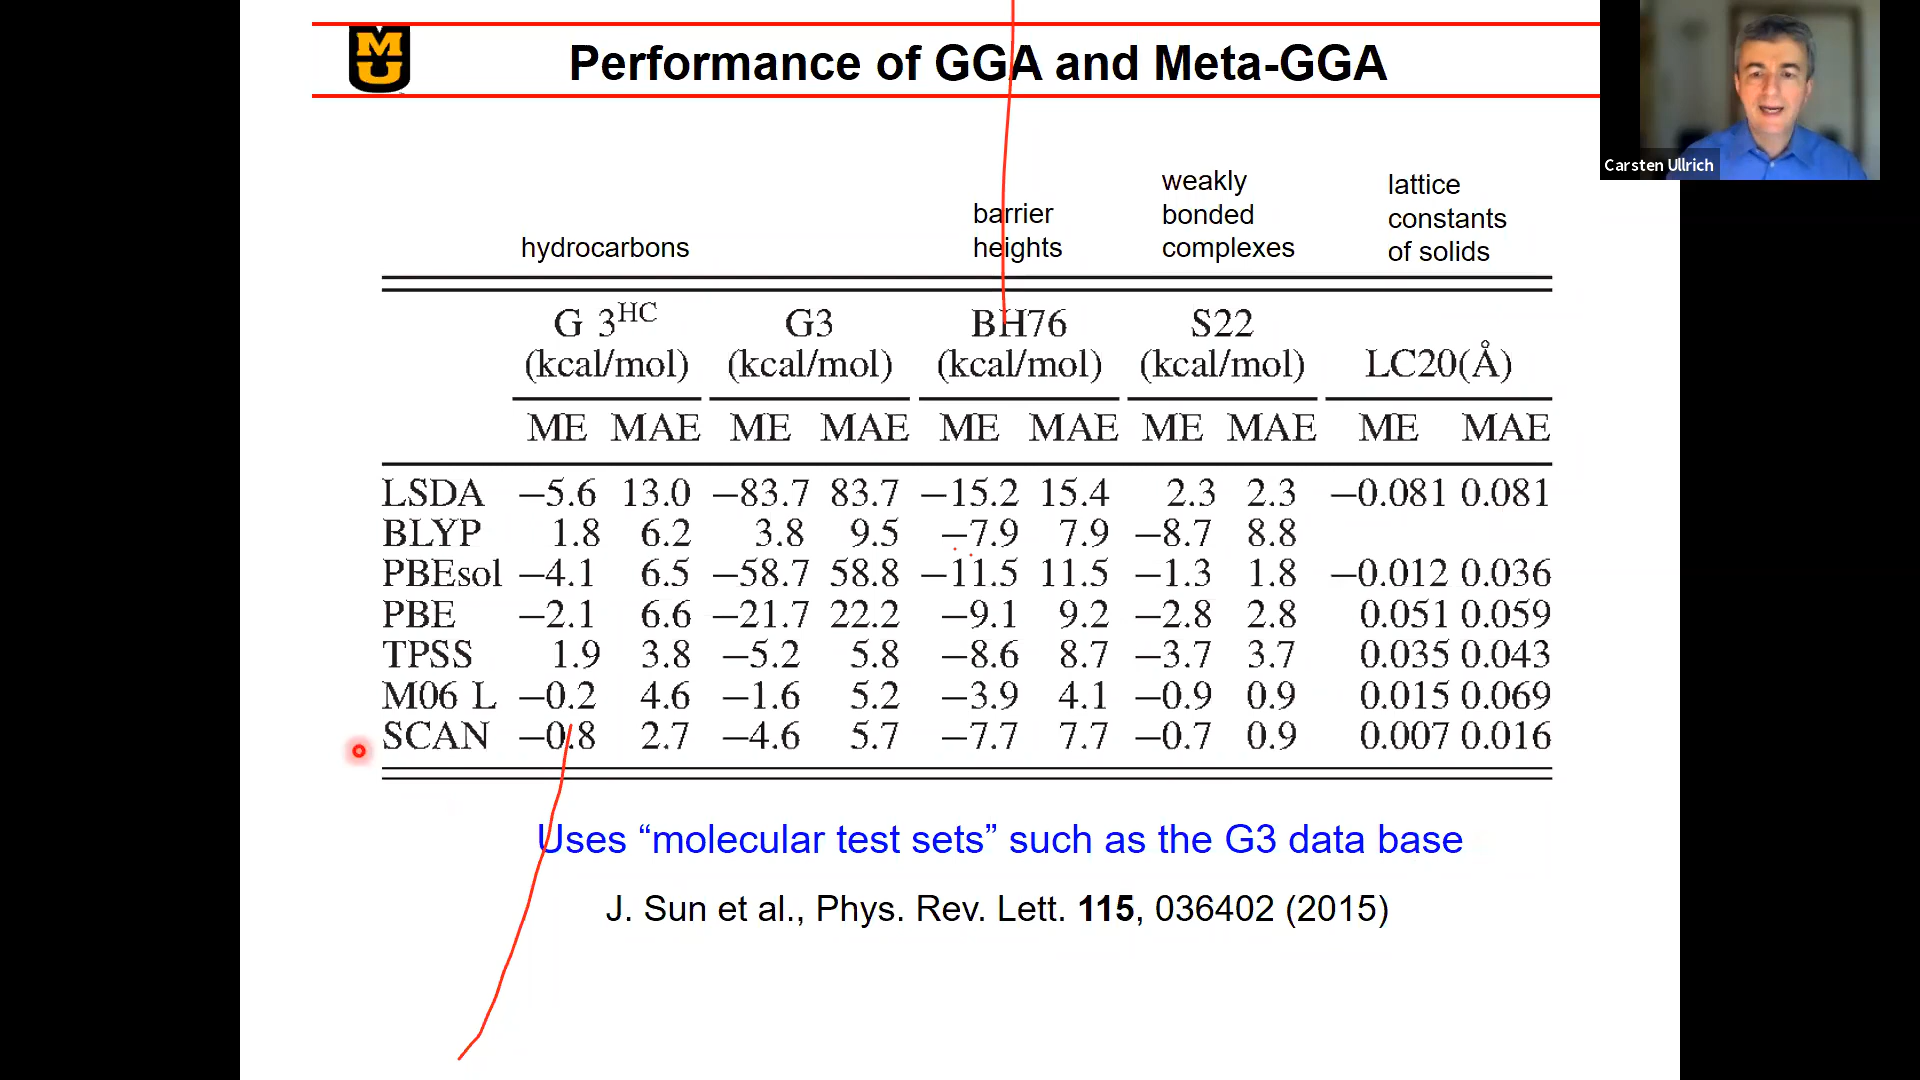 MU
Performance of GGA and Meta-GGA
Carsten Ullrich
hydrocarbons
barrier
heights
weakly
bonded
complexes
lattice
constants
of solids
G 3^HC G3 BH76 S22
(kcal/mol) (kcal/mol) (kcal/mol) (kcal/mol) LC20(Å)
ME MAE ME MAE ME MAE ME MAE ME MAE
LSDA −5.6 13.0 −83.7 83.7 −15.2 15.4 2.3 2.3 −0.081 0.081
BLYP 1.8 6.2 3.8 9.5 −7.9 7.9 −8.7 8.8
PBEsol −4.1 6.5 −58.7 58.8 −11.5 11.5 −1.3 1.8 −0.012 0.036
PBE −2.1 6.6 −21.7 22.2 −9.1 9.2 −2.8 2.8 0.051 0.059
TPSS 1.9 3.8 −5.2 5.8 −8.6 8.7 −3.7 3.7 0.035 0.043
M06 L −0.2 4.6 −1.6 5.2 −3.9 4.1 −0.9 0.9 0.015 0.069
SCAN −0.8 2.7 −4.6 5.7 −7.7 7.7 −0.7 0.9 0.007 0.016
Uses “molecular test sets” such as the G3 data base
J. Sun et al., Phys. Rev. Lett. 115, 036402 (2015)